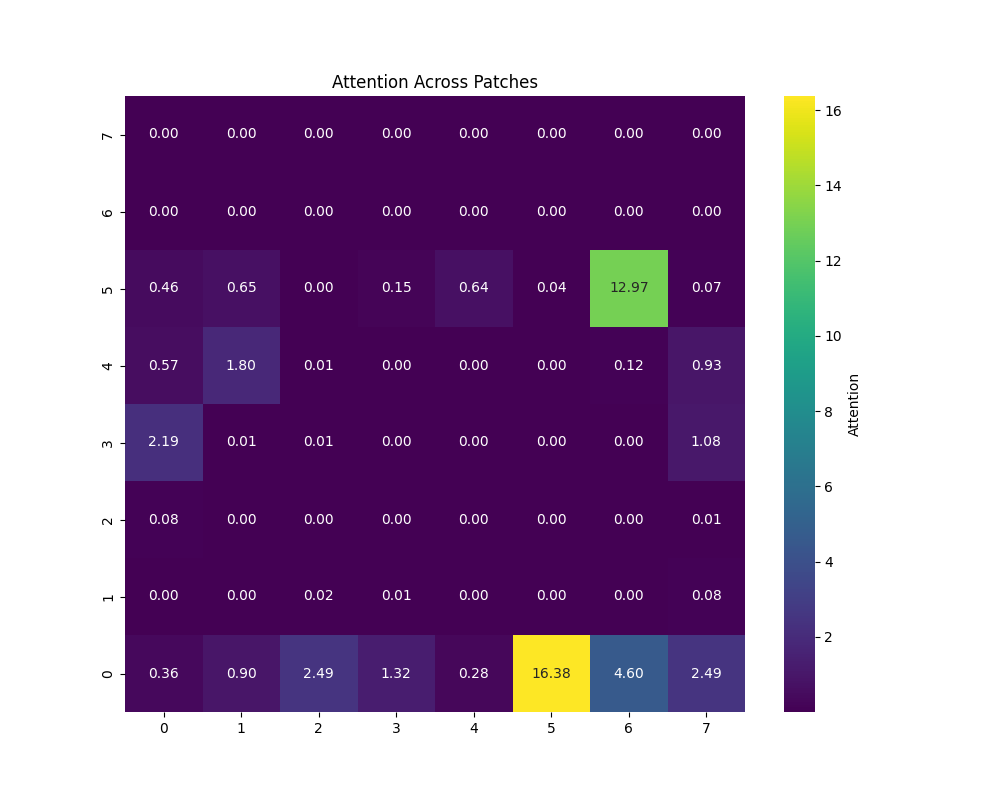 Attention Across Patches
7 0.00 0.00 0.00 0.00 0.00 0.00 0.00 0.00
6 0.00 0.00 0.00 0.00 0.00 0.00 0.00 0.00
5 0.46 0.65 0.00 0.15 0.64 0.04 12.97 0.07
4 0.57 1.80 0.01 0.00 0.00 0.00 0.12 0.93
3 2.19 0.01 0.01 0.00 0.00 0.00 0.00 1.08
2 0.08 0.00 0.00 0.00 0.00 0.00 0.00 0.01
1 0.00 0.00 0.02 0.01 0.00 0.00 0.00 0.08
0 0.36 0.90 2.49 1.32 0.28 16.38 4.60 2.49
0 1 2 3 4 5 6 7
16
14
12
10
8
6
4
2
Attention